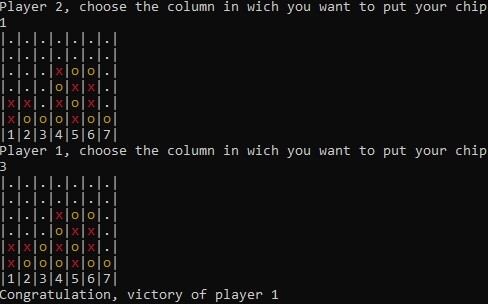 Player 2, choose the column in wich you want to put your chip
1
|.|.|.|.|.|.|.|
|.|.|.|.|.|.|.|
|.|.|.|x|o|o|.|
|.|.|.|o|x|x|.|
|x|x|.|x|o|x|.|
|x|o|o|o|x|o|o|
|1|2|3|4|5|6|7|
Player 1, choose the column in wich you want to put your chip
3
|.|.|.|.|.|.|.|
|.|.|.|.|.|.|.|
|.|.|.|x|o|o|.|
|.|.|.|o|x|x|.|
|x|x|o|x|o|x|.|
|x|o|o|o|x|o|o|
|1|2|3|4|5|6|7|
Congratulation, victory of player 1